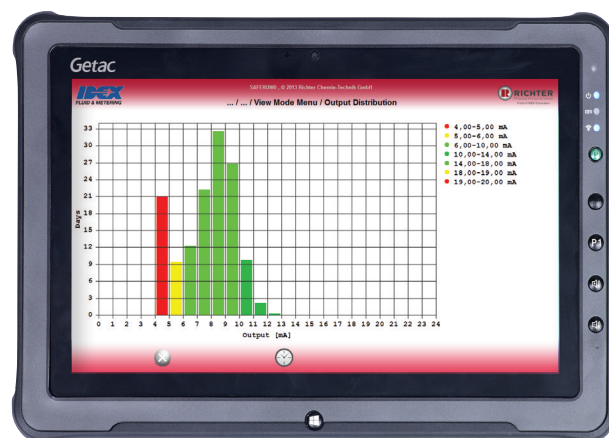 Getac
IDEX
FLUID & METERING
SAFERUN® , © 2013 Richter Chemie-Technik GmbH
... / ... / View Mode Menu / Output Distribution
RICHTER
4,00-5,00 mA
5,00-6,00 mA
6,00-10,00 mA
10,00-14,00 mA
14,00-18,00 mA
18,00-19,00 mA
19,00-20,00 mA
Days
33
30
27
24
21
18
15
12
9
6
3
0
0 1 2 3 4 5 6 7 8 9 10 11 12 13 14 15 16 17 18 19 20 21 22 23 24
Output [mA]
P1